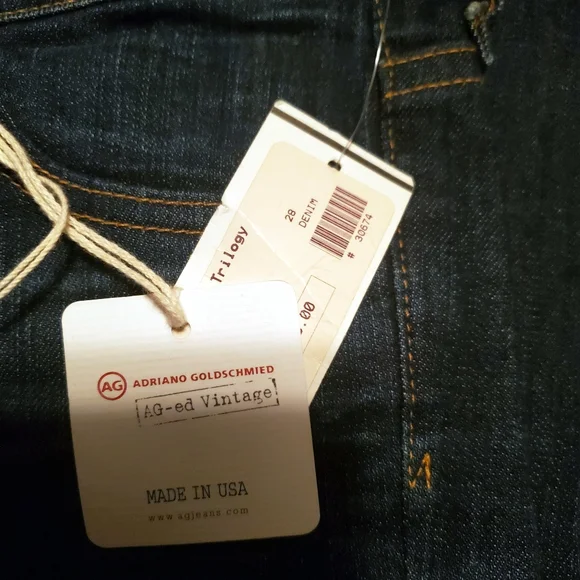 28
DENIM
# 30674
Trilogy
.00
AG ADRIANO GOLDSCHMIED
AG-ed Vintage
MADE IN USA
www.agjeans.com